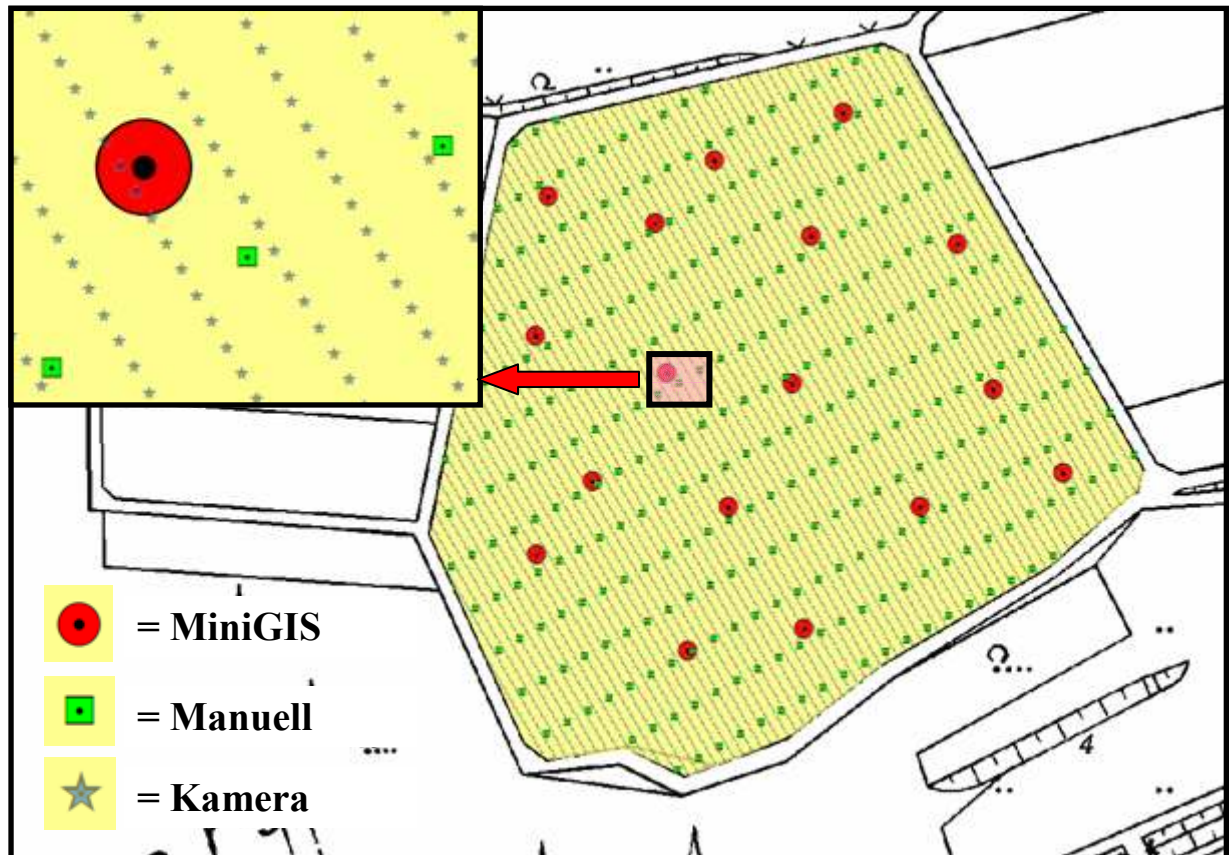 = MiniGIS
= Manuell
= Kamera
4